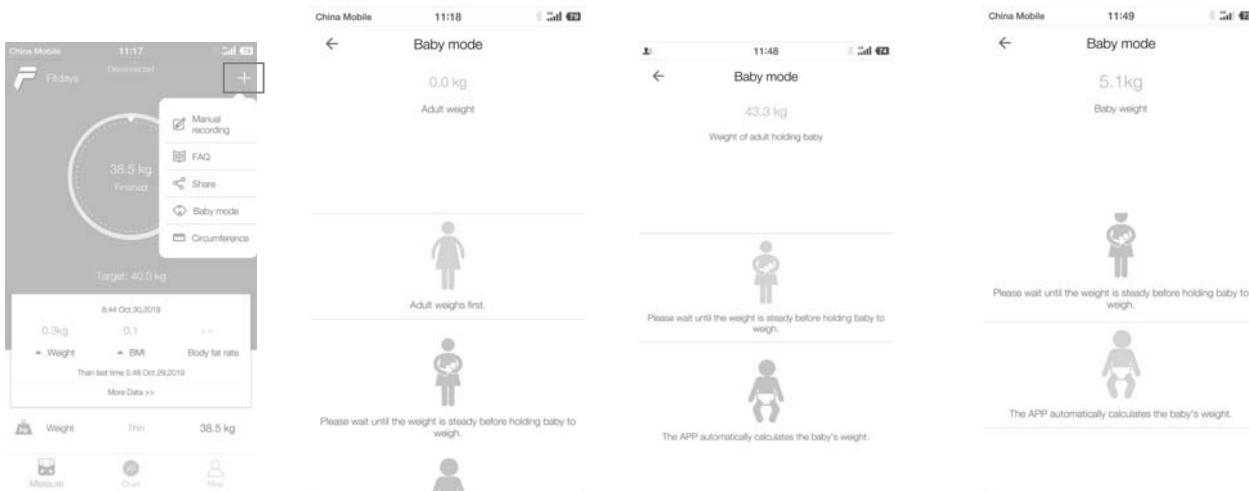 China Mobile 11:17
Fitdays
Disconnected
+
Manual
recording
FAQ
Share
Baby mode
Circumference
38.5 kg
Finished
Target: 40.0 kg
8:44 Oct.30,2019
0.3kg 0.1 - -
Weight BMI Body fat rate
Than last time 5:48 Oct 29,2019
More Data >>
Weight Thin 38.5 kg
Measure Chart Mine
China Mobile 11:18 79
← Baby mode
0.0 kg
Adult weight
Adult weighs first.
Please wait until the weight is steady before holding baby to
weigh.
11:48
← Baby mode
43.3 kg
Weight of adult holding baby
Please wait until the weight is steady before holding baby to
weigh.
The APP automatically calculates the baby's weight.
China Mobile 11:49
← Baby mode
5.1kg
Baby weight
Please wait until the weight is steady before holding baby to
weigh.
The APP automatically calculates the baby's weight.